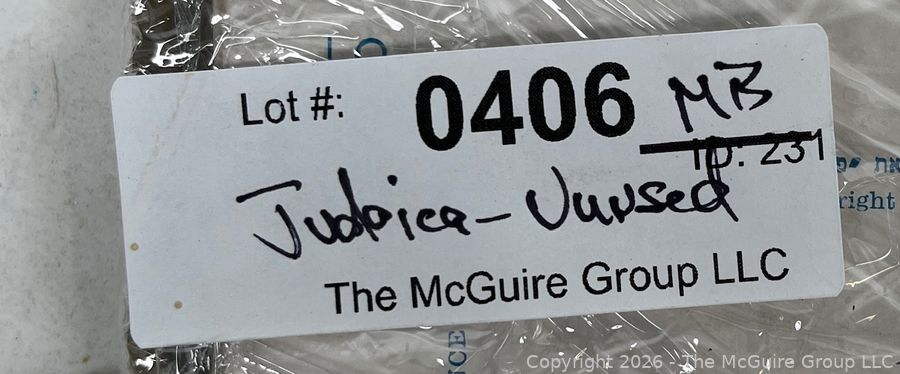 Lot #: 0406 MB
ID: 231
Judaica - Unused
The McGuire Group LLC
right
Copyright 2026 - The McGuire Group LLC